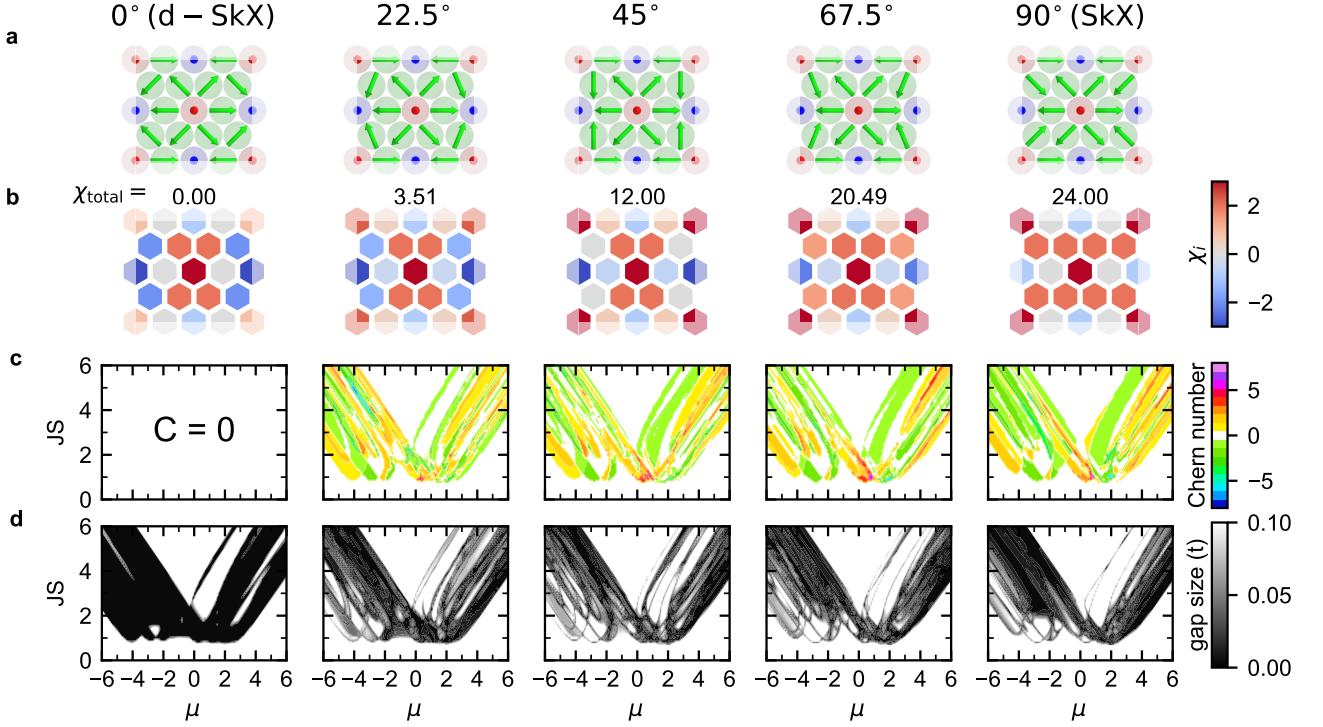 0° (d − SkX) 22.5° 45° 67.5° 90° (SkX)
a
b χtotal = 0.00 3.51 12.00 20.49 24.00
2
0
−2
χi
c
6
4
2
0
JS
C = 0
5
0
−5
Chern number
d
6
4
2
0
JS
0.10
0.05
0.00
gap size (t)
−6 −4 −2 0 2 4 6 −6 −4 −2 0 2 4 6 −6 −4 −2 0 2 4 6 −6 −4 −2 0 2 4 6 −6 −4 −2 0 2 4 6
μ μ μ μ μ